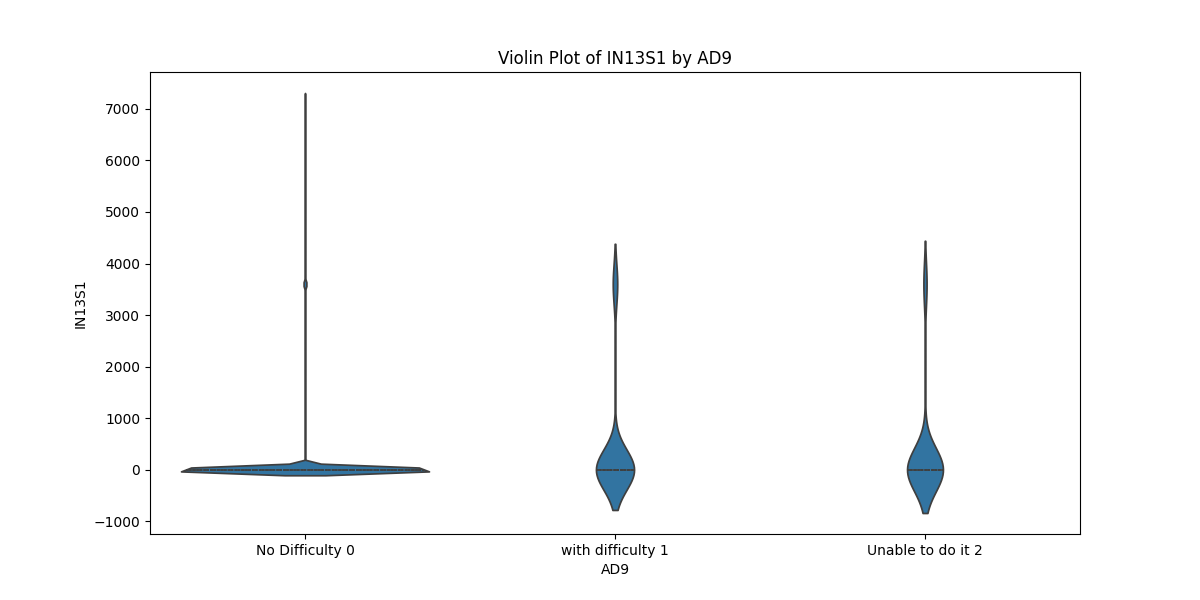 Violin Plot of IN13S1 by AD9
IN13S1
7000
6000
5000
4000
3000
2000
1000
0
−1000
No Difficulty 0
with difficulty 1
Unable to do it 2
AD9